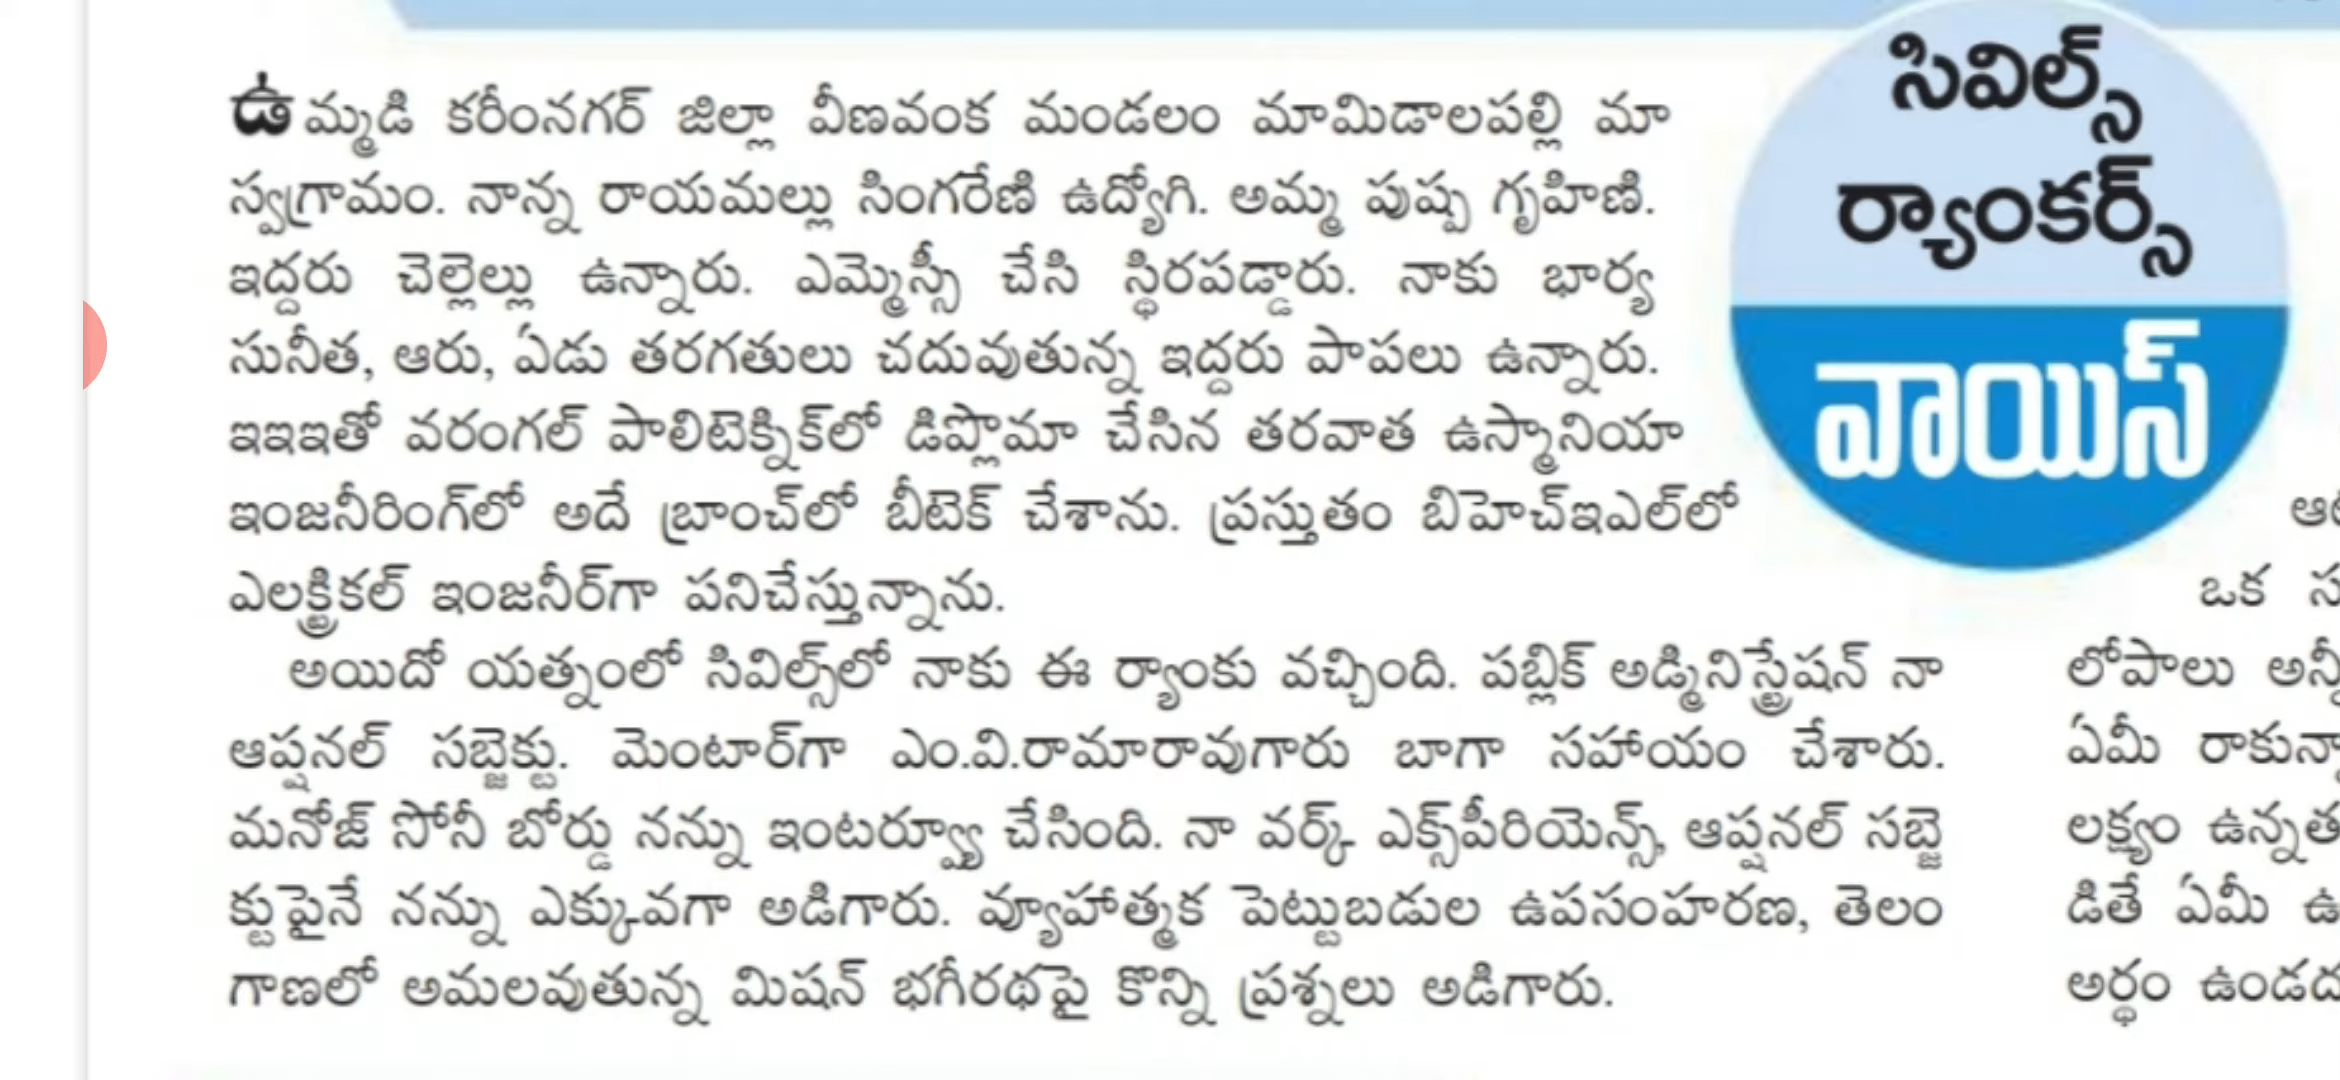 ఉమ్మడి కరీంనగర్ జిల్లా వీణవంక మండలం మామిడాలపల్లి మా
స్వగ్రామం. నాన్న రాయమల్లు సింగరేణి ఉద్యోగి. అమ్మ పుష్ప గృహిణి.
ఇద్దరు చెల్లెల్లు ఉన్నారు. ఎమ్మెస్సీ చేసి స్థిరపడ్డారు. నాకు భార్య
సునీత, ఆరు, ఏడు తరగతులు చదువుతున్న ఇద్దరు పాపలు ఉన్నారు.
ఇఇఇతో వరంగల్ పాలిటెక్నిక్‌లో డిప్లొమా చేసిన తరవాత ఉస్మానియా
ఇంజనీరింగ్‌లో అదే బ్రాంచ్‌లో బీటెక్ చేశాను. ప్రస్తుతం బిహెచ్ఇఎల్‌లో
ఎలక్ట్రికల్ ఇంజనీర్‌గా పనిచేస్తున్నాను.
అయిదో యత్నంలో సివిల్స్‌లో నాకు ఈ ర్యాంకు వచ్చింది. పబ్లిక్ అడ్మినిస్ట్రేషన్ నా
ఆప్షనల్ సబ్జెక్టు. మెంటార్‌గా ఎం.వి.రామారావుగారు బాగా సహాయం చేశారు.
మనోజ్ సోనీ బోర్డు నన్ను ఇంటర్వ్యూ చేసింది. నా వర్క్ ఎక్స్‌పీరియెన్స్, ఆప్షనల్ సబ్జె
క్టుపైనే నన్ను ఎక్కువగా అడిగారు. వ్యూహాత్మక పెట్టుబడుల ఉపసంహరణ, తెలం
గాణలో అమలవుతున్న మిషన్ భగీరథపై కొన్ని ప్రశ్నలు అడిగారు.
సివిల్స్
ర్యాంకర్స్
వాయిస్
ఒక
లోపాలు
ఏమీ
లక్ష్యం
డితే ఏమీ
అర్థం